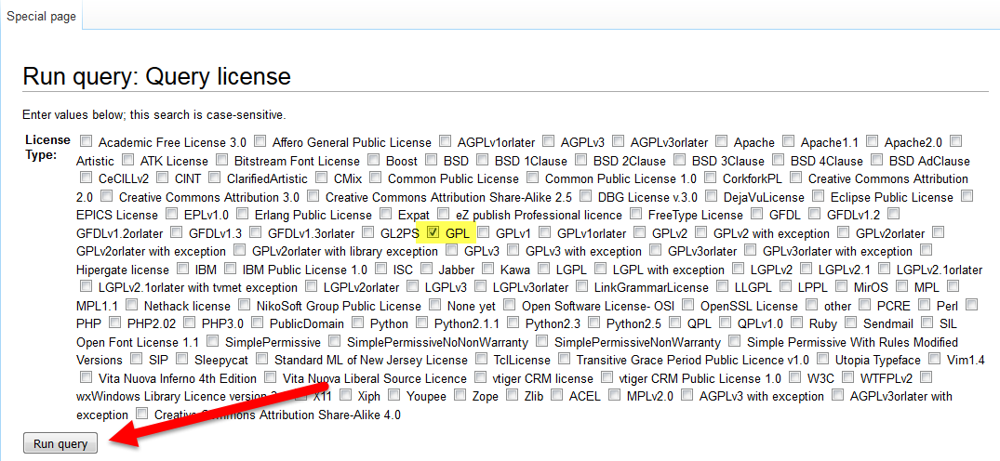 Special page
Run query: Query license
Enter values below; this search is case-sensitive.
License Type:
Academic Free License 3.0 Affero General Public License AGPLv1orlater AGPLv3 AGPLv3orlater Apache Apache1.1 Apache2.0
Artistic ATK License Bitstream Font License Boost BSD BSD 1Clause BSD 2Clause BSD 3Clause BSD 4Clause BSD AdClause
CeCILLv2 CINT ClarifiedArtistic CMix Common Public License Common Public License 1.0 CorkforkPL Creative Commons Attribution
2.0 Creative Commons Attribution 3.0 Creative Commons Attribution Share-Alike 2.5 DBG License v.3.0 DejaVuLicense Eclipse Public License
EPICS License EPLv1.0 Erlang Public License Expat eZ publish Professional licence FreeType License GFDL GFDLv1.2
GFDLv1.2orlater GFDLv1.3 GFDLv1.3orlater GL2PS GPL GPLv1 GPLv1orlater GPLv2 GPLv2 with exception GPLv2orlater
GPLv2orlater with exception GPLv2orlater with library exception GPLv3 GPLv3 with exception GPLv3orlater GPLv3orlater with exception
Hipergate license IBM IBM Public License 1.0 ISC Jabber Kawa LGPL LGPL with exception LGPLv2 LGPLv2.1 LGPLv2.1orlater
LGPLv2.1orlater with tvmet exception LGPLv2orlater LGPLv3 LGPLv3orlater LinkGrammarLicense LLGPL LPPL MirOS MPL
MPL1.1 Nethack license NikoSoft Group Public License None yet Open Software License- OSI OpenSSL License other PCRE Perl
PHP PHP2.02 PHP3.0 PublicDomain Python Python2.1.1 Python2.3 Python2.5 QPL QPLv1.0 Ruby Sendmail SIL
Open Font License 1.1 SimplePermissive SimplePermissiveNoNonWarranty SimplePermissiveNonWarranty Simple Permissive With Rules Modified
Versions SIP Sleepycat Standard ML of New Jersey License TclLicense Transitive Grace Period Public Licence v1.0 Utopia Typeface Vim1.4
Vita Nuova Inferno 4th Edition Vita Nuova Liberal Source Licence vtiger CRM license vtiger CRM Public License 1.0 W3C WTFPLv2
wxWindows Library Licence version X11 Xiph Youpee Zope Zlib ACEL MPLv2.0 AGPLv3 with exception AGPLv3orlater with
exception Creative Commons Attribution Share-Alike 4.0
Run query